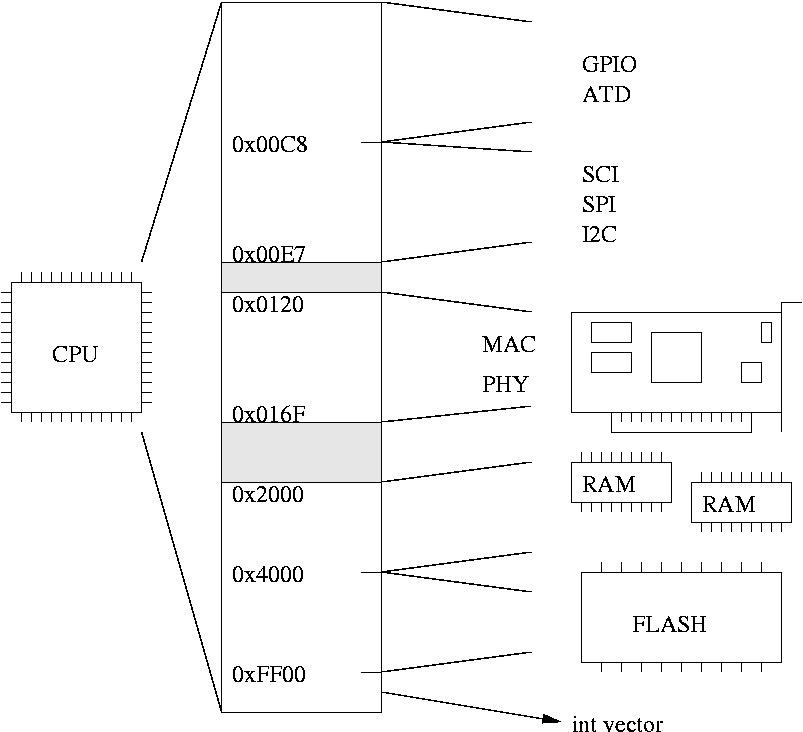 GPIO
ATD
0x00C8
SCI
SPI
I2C
0x00E7
0x0120
CPU
MAC
PHY
0x016F
RAM
0x2000
RAM
0x4000
FLASH
0xFF00
int vector